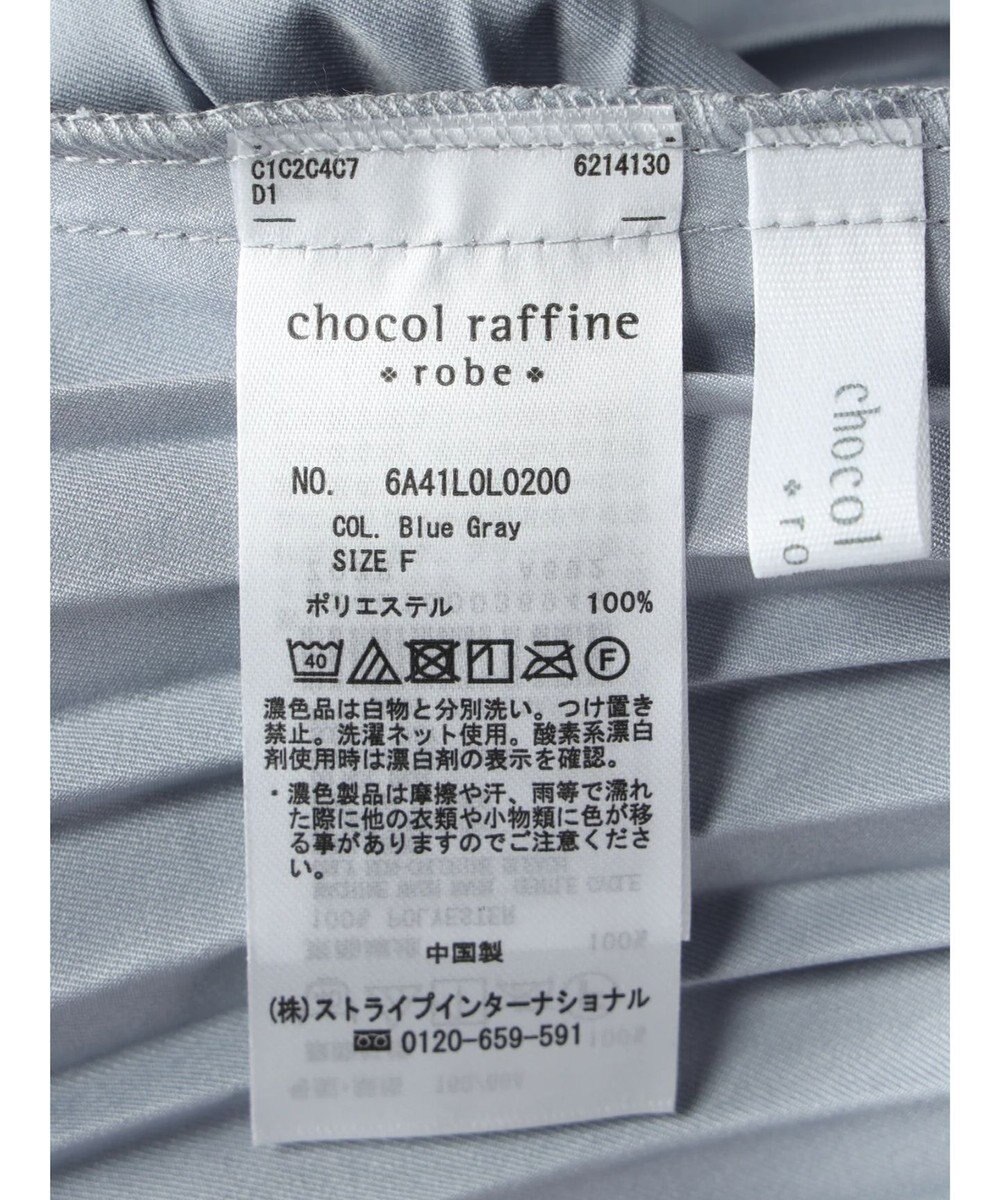 C1C2C4C7 6214130
D1
chocol raffine
robe
NO. 6A41L0L0200
COL. Blue Gray
SIZE F
ポリエステル 100%
40 F
濃色品は白物と分別洗い。つけ置き
禁止。洗濯ネット使用。酸素系漂白
剤使用時は漂白剤の表示を確認。
・濃色製品は摩擦や汗、雨等で濡れ
た際に他の衣類や小物類に色が移
る事がありますのでご注意くださ
い。
中国製
(株)ストライプインターナショナル
0120-659-591
chocol
ro